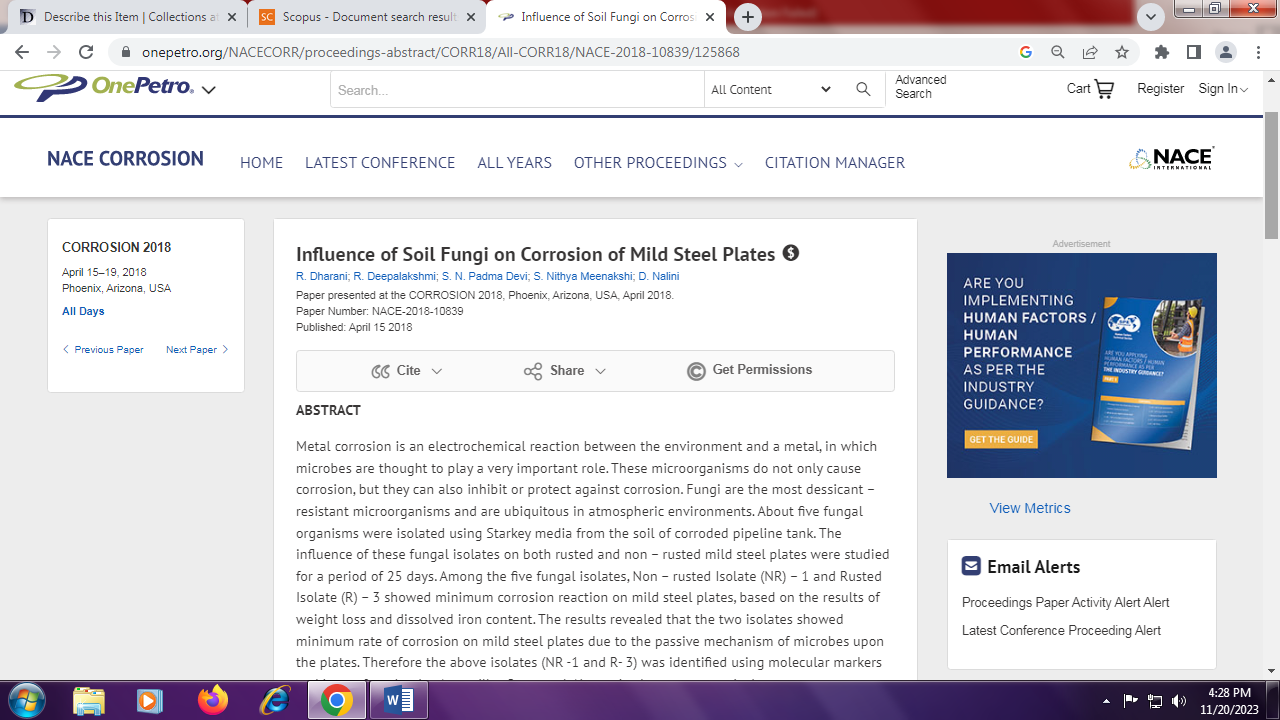 Describe this Item | Collections at
Scopus - Document search result
Influence of Soil Fungi on Corros
onepetro.org/NACECORR/proceedings-abstract/CORR18/All-CORR18/NACE-2018-10839/125868
OnePetro
Search...
All Content
Advanced
Search
Cart
Register
Sign In
NACE CORROSION
HOME
LATEST CONFERENCE
ALL YEARS
OTHER PROCEEDINGS
CITATION MANAGER
NACE
INTERNATIONAL
CORROSION 2018
April 15–19, 2018
Phoenix, Arizona, USA
All Days
Previous Paper
Next Paper
Influence of Soil Fungi on Corrosion of Mild Steel Plates
R. Dharani; R. Deepalakshmi; S. N. Padma Devi; S. Nithya Meenakshi; D. Nalini
Paper presented at the CORROSION 2018, Phoenix, Arizona, USA, April 2018.
Paper Number: NACE-2018-10839
Published: April 15 2018
Cite
Share
Get Permissions
ABSTRACT
Metal corrosion is an electrochemical reaction between the environment and a metal, in which
microbes are thought to play a very important role. These microorganisms do not only cause
corrosion, but they can also inhibit or protect against corrosion. Fungi are the most dessicant –
resistant microorganisms and are ubiquitous in atmospheric environments. About five fungal
organisms were isolated using Starkey media from the soil of corroded pipeline tank. The
influence of these fungal isolates on both rusted and non – rusted mild steel plates were studied
for a period of 25 days. Among the five fungal isolates, Non – rusted Isolate (NR) – 1 and Rusted
Isolate (R) – 3 showed minimum corrosion reaction on mild steel plates, based on the results of
weight loss and dissolved iron content. The results revealed that the two isolates showed
minimum rate of corrosion on mild steel plates due to the passive mechanism of microbes upon
the plates. Therefore the above isolates (NR -1 and R- 3) was identified using molecular markers
Advertisement
ARE YOU
IMPLEMENTING
HUMAN FACTORS /
HUMAN
PERFORMANCE
AS PER THE
INDUSTRY
GUIDANCE?
GET THE GUIDE
ARE YOU APPLYING
HUMAN FACTORS / HUMAN
PERFORMANCE AS PER
THE INDUSTRY GUIDANCE?
View Metrics
Email Alerts
Proceedings Paper Activity Alert Alert
Latest Conference Proceeding Alert
4:28 PM
11/20/2023